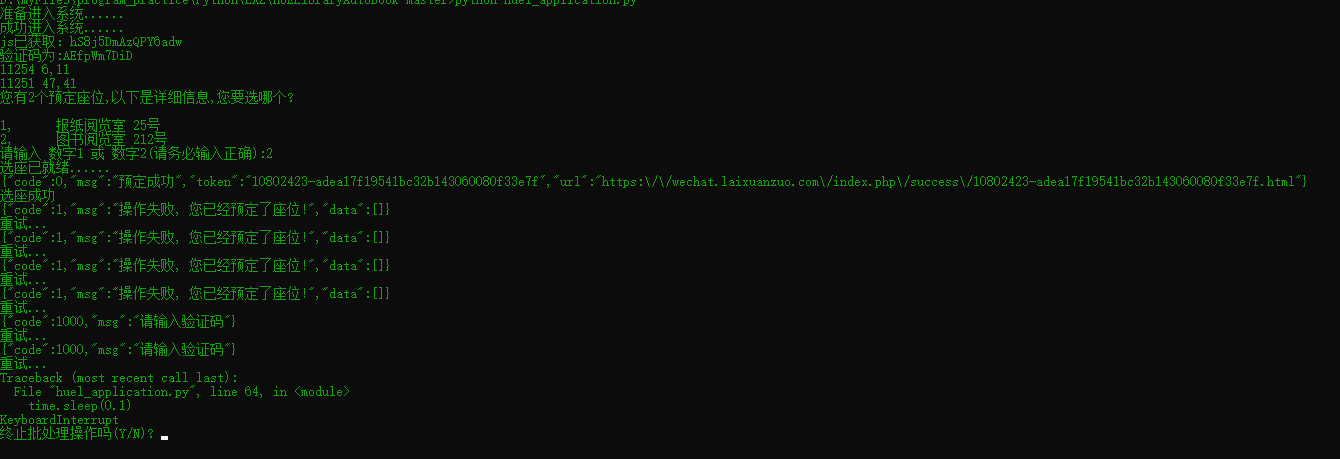 D:\myFiles\program_practice\Python\LXZ\HUELibraryAutobook-master>python huel_application.py
准备进入系统......
成功进入系统......
js已获取: hS8j5DmAzQPY6adw
验证码为:AEfpWm7DiD
11254 6,11
11251 47,41
您有2个预定座位,以下是详细信息,您要选哪个?
1,      报纸阅览室 25号
2,      图书阅览室 212号
请输入 数字1 或 数字2(请务必输入正确):2
选座已就绪......
{"code":0,"msg":"预定成功","token":"10802423-adea17f19541bc32b143060080f33e7f","url":"https:\/\/wechat.laixuanzuo.com\/index.php\/success\/10802423-adea17f19541bc32b143060080f33e7f.html"}
选座成功
{"code":1,"msg":"操作失败, 您已经预定了座位!","data":[]}
重试...
{"code":1,"msg":"操作失败, 您已经预定了座位!","data":[]}
重试...
{"code":1,"msg":"操作失败, 您已经预定了座位!","data":[]}
重试...
{"code":1,"msg":"操作失败, 您已经预定了座位!","data":[]}
重试...
{"code":1000,"msg":"请输入验证码"}
重试...
{"code":1000,"msg":"请输入验证码"}
重试...
Traceback (most recent call last):
  File "huel_application.py", line 64, in <module>
    time.sleep(0.1)
KeyboardInterrupt
终止批处理操作吗(Y/N)?